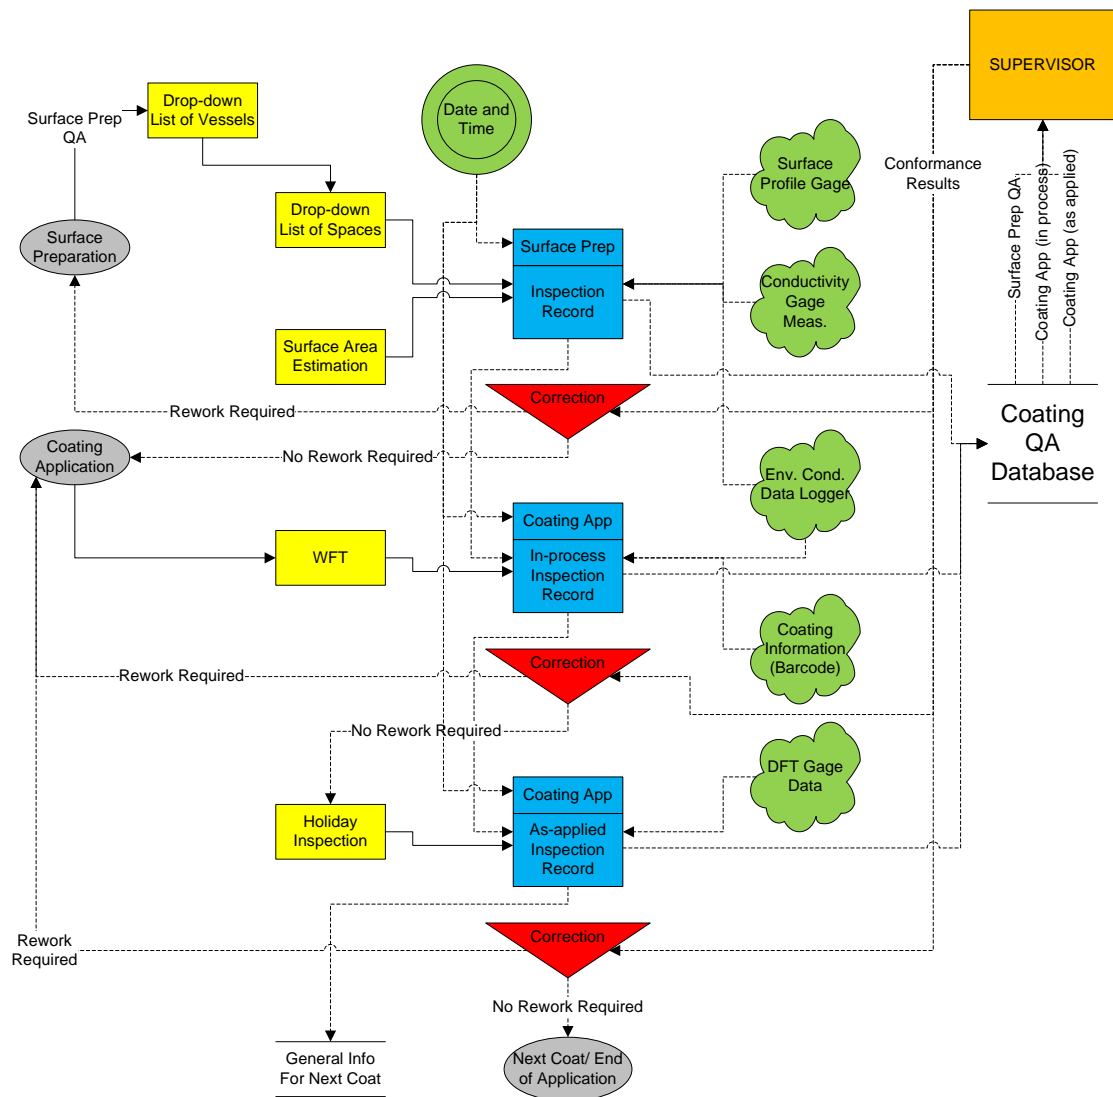 SUPERVISOR
Date and
Time
Drop-down
List of Vessels
Surface Prep
QA
Surface
Profile Gage
Conformance
Results
Surface Prep QA
Coating App (in process)
Coating App (as applied)
Drop-down
List of Spaces
Surface
Preparation
Surface Prep
Inspection
Record
Conductivity
Gage
Meas.
Surface Area
Estimation
Rework Required
Correction
Coating
QA
Database
Coating
Application
No Rework Required
Env. Cond.
Data Logger
Coating App
In-process
Inspection
Record
WFT
Coating
Information
(Barcode)
Rework Required
Correction
No Rework Required
DFT Gage
Data
Coating App
As-applied
Inspection
Record
Holiday
Inspection
Rework
Required
Correction
No Rework Required
General Info
For Next Coat
Next Coat/ End
of Application